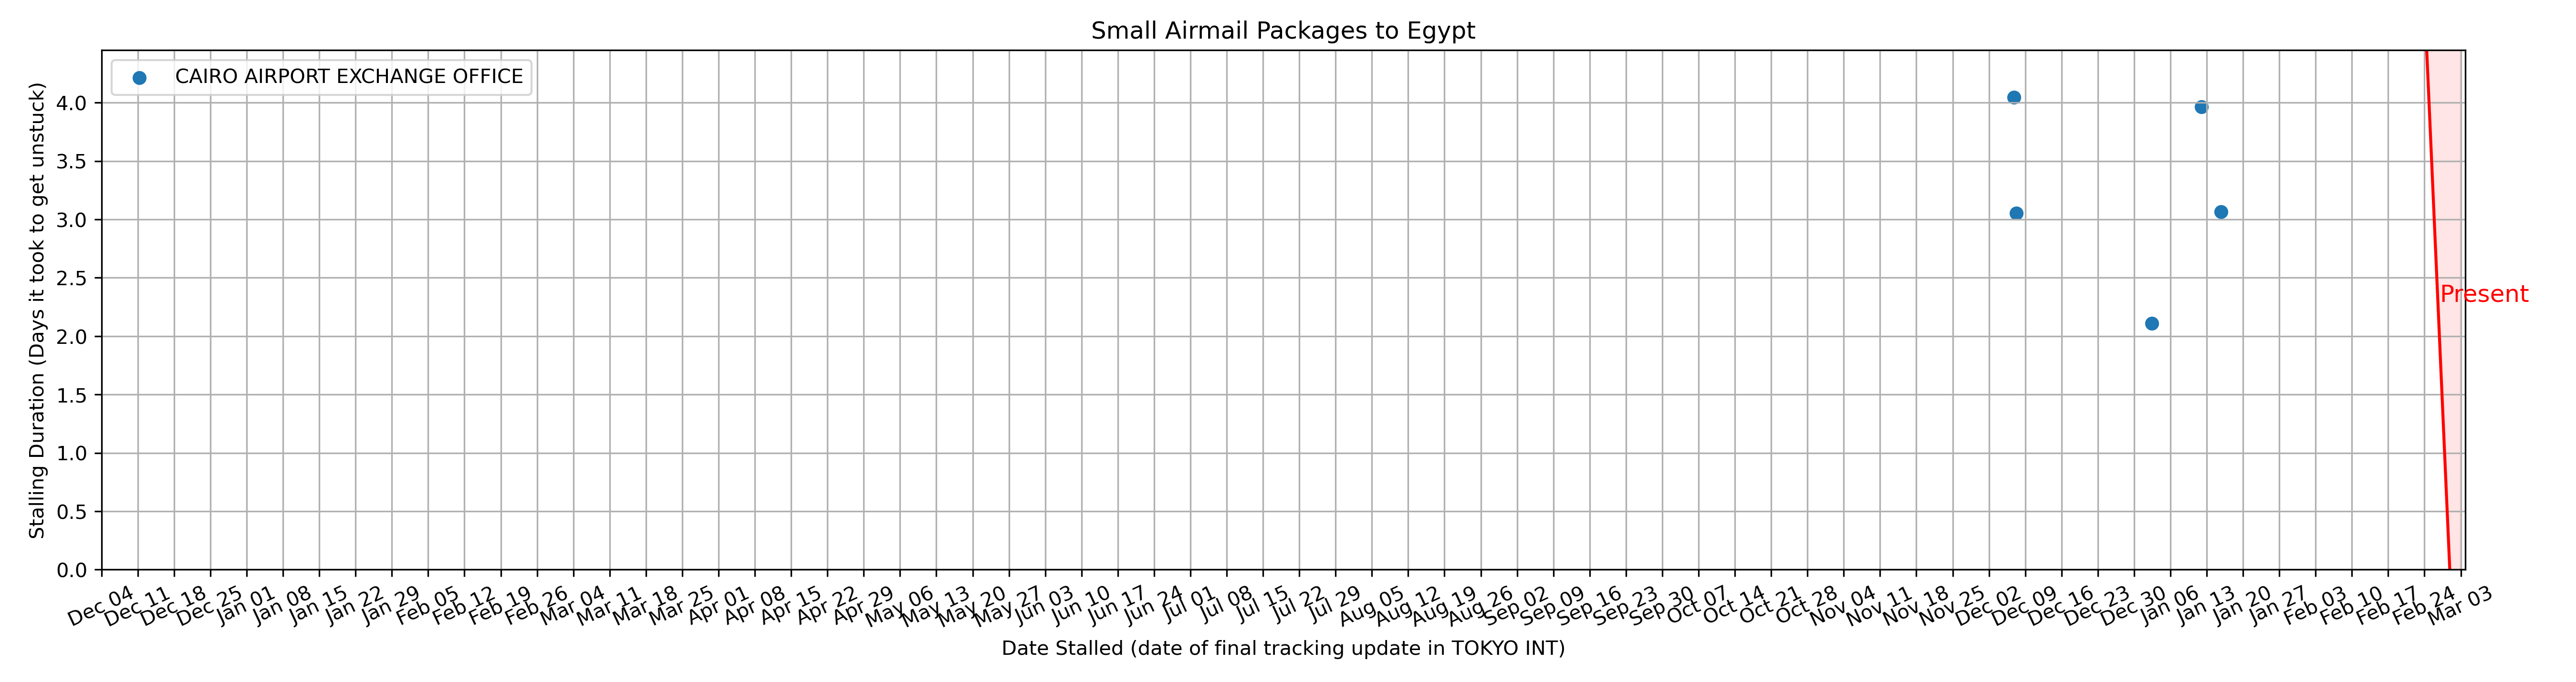 Small Airmail Packages to Egypt
CAIRO AIRPORT EXCHANGE OFFICE
Stalling Duration (Days it took to get unstuck)
4.0
3.5
3.0
2.5
2.0
1.5
1.0
0.5
0.0
Present
Dec 04 Dec 11 Dec 18 Dec 25 Jan 01 Jan 08 Jan 15 Jan 22 Jan 29 Feb 05 Feb 12 Feb 19 Feb 26 Mar 04 Mar 11 Mar 18 Mar 25 Apr 01 Apr 08 Apr 15 Apr 22 Apr 29 May 06 May 13 May 20 May 27 Jun 03 Jun 10 Jun 17 Jun 24 Jul 01 Jul 08 Jul 15 Jul 22 Jul 29 Aug 05 Aug 12 Aug 19 Aug 26 Sep 02 Sep 09 Sep 16 Sep 23 Sep 30 Oct 07 Oct 14 Oct 21 Oct 28 Nov 04 Nov 11 Nov 18 Nov 25 Dec 02 Dec 09 Dec 16 Dec 23 Dec 30 Jan 06 Jan 13 Jan 20 Jan 27 Feb 03 Feb 10 Feb 17 Feb 24 Mar 03
Date Stalled (date of final tracking update in TOKYO INT)